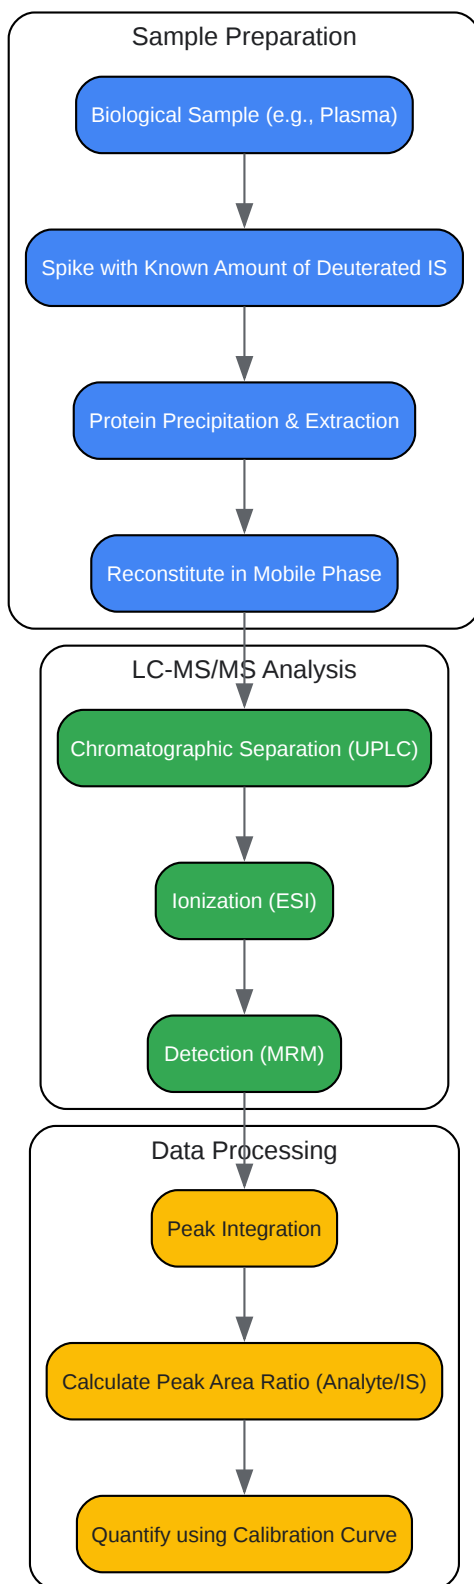 Sample Preparation
Biological Sample (e.g., Plasma)
Spike with Known Amount of Deuterated IS
Protein Precipitation & Extraction
Reconstitute in Mobile Phase
LC-MS/MS Analysis
Chromatographic Separation (UPLC)
Ionization (ESI)
Detection (MRM)
Data Processing
Peak Integration
Calculate Peak Area Ratio (Analyte/IS)
Quantify using Calibration Curve